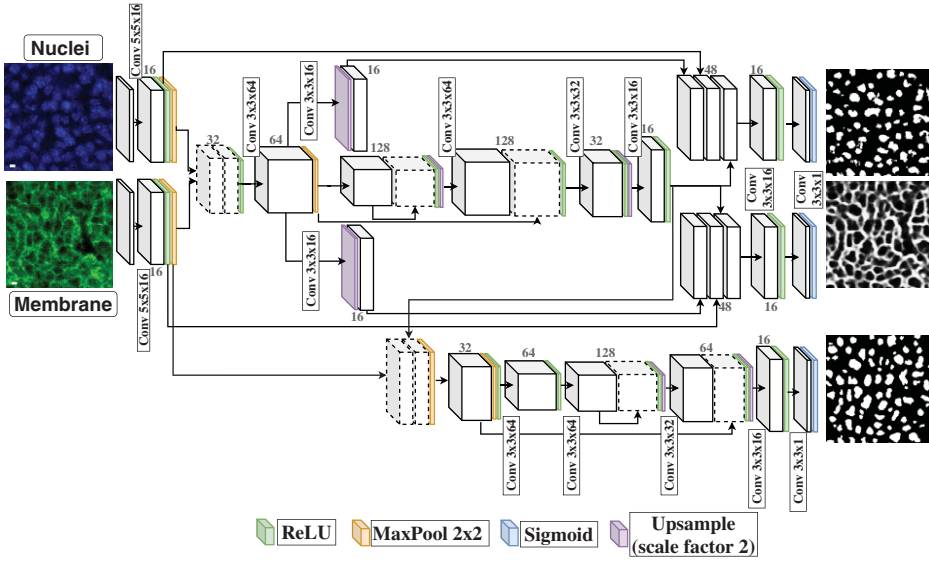 Nuclei
Conv 5x5x16
16
Membrane
16
Conv 5x5x16
32
Conv 3x3x64
64
Conv 3x3x16
16
128
Conv 3x3x64
128
Conv 3x3x32
32
Conv 3x3x16
16
Conv 3x3x16
16
48
16
Conv
3x3x16
Conv
3x3x1
48
16
32
Conv 3x3x64
64
Conv 3x3x64
128
Conv 3x3x32
64
Conv 3x3x16
16
Conv 3x3x1
ReLU
MaxPool 2x2
Sigmoid
Upsample
(scale factor 2)